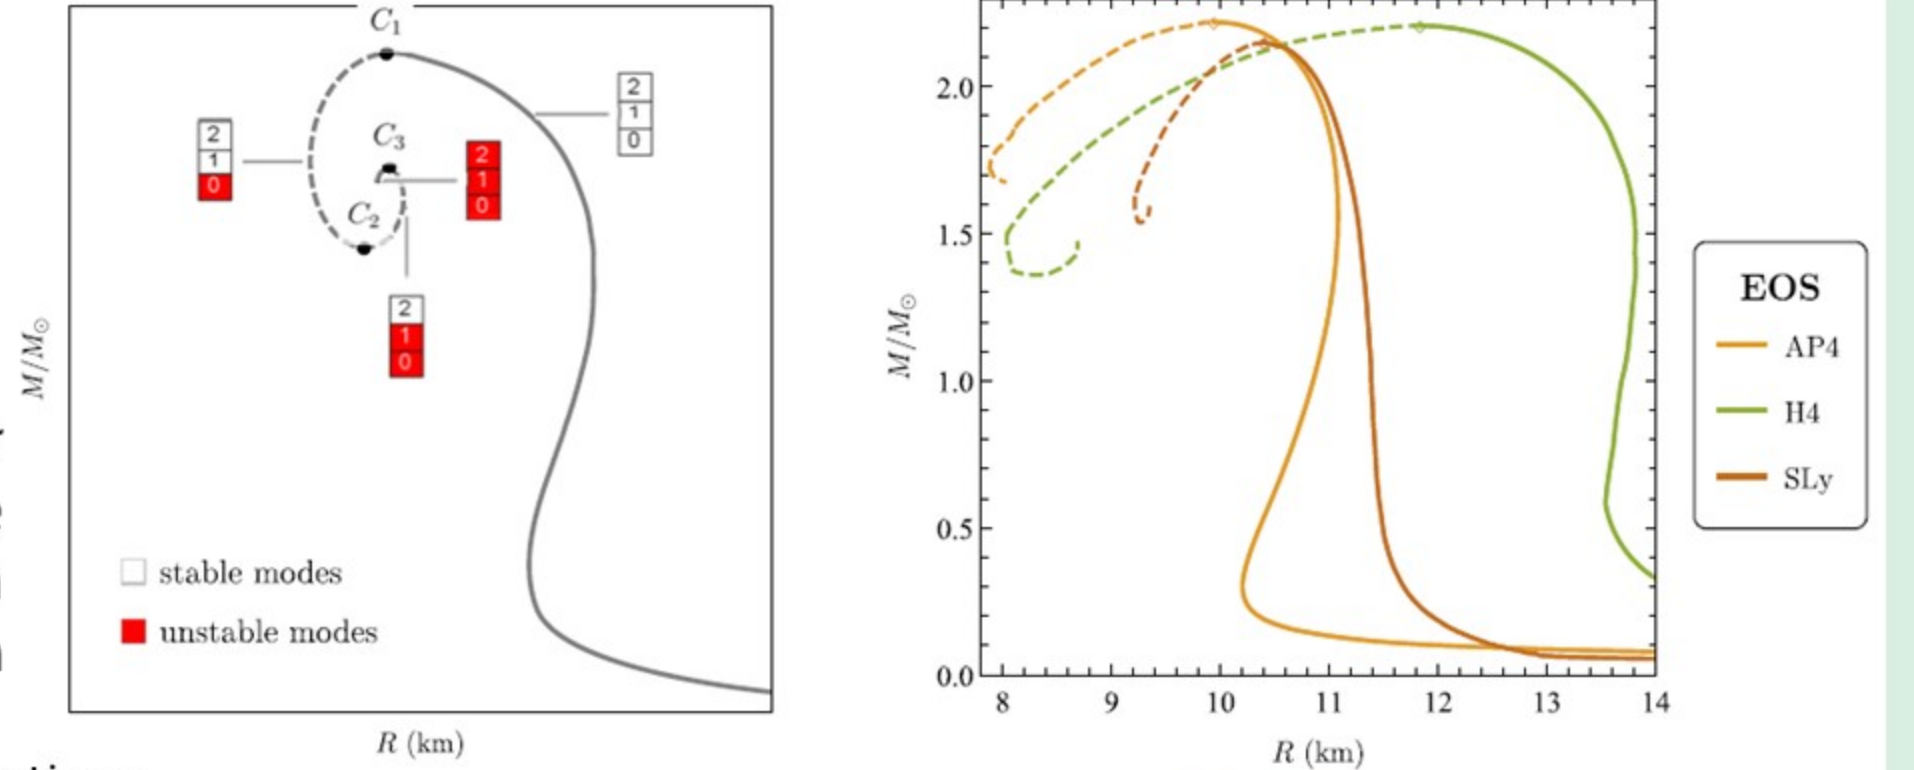 C₁
2
1
0
2
1
0
C₃
2
1
0
C₂
2
1
0
M/M⊙
stable modes
unstable modes
R (km)
2.0
1.5
1.0
0.5
0.0
M/M⊙
8 9 10 11 12 13 14
R (km)
EOS
AP4
H4
SLy